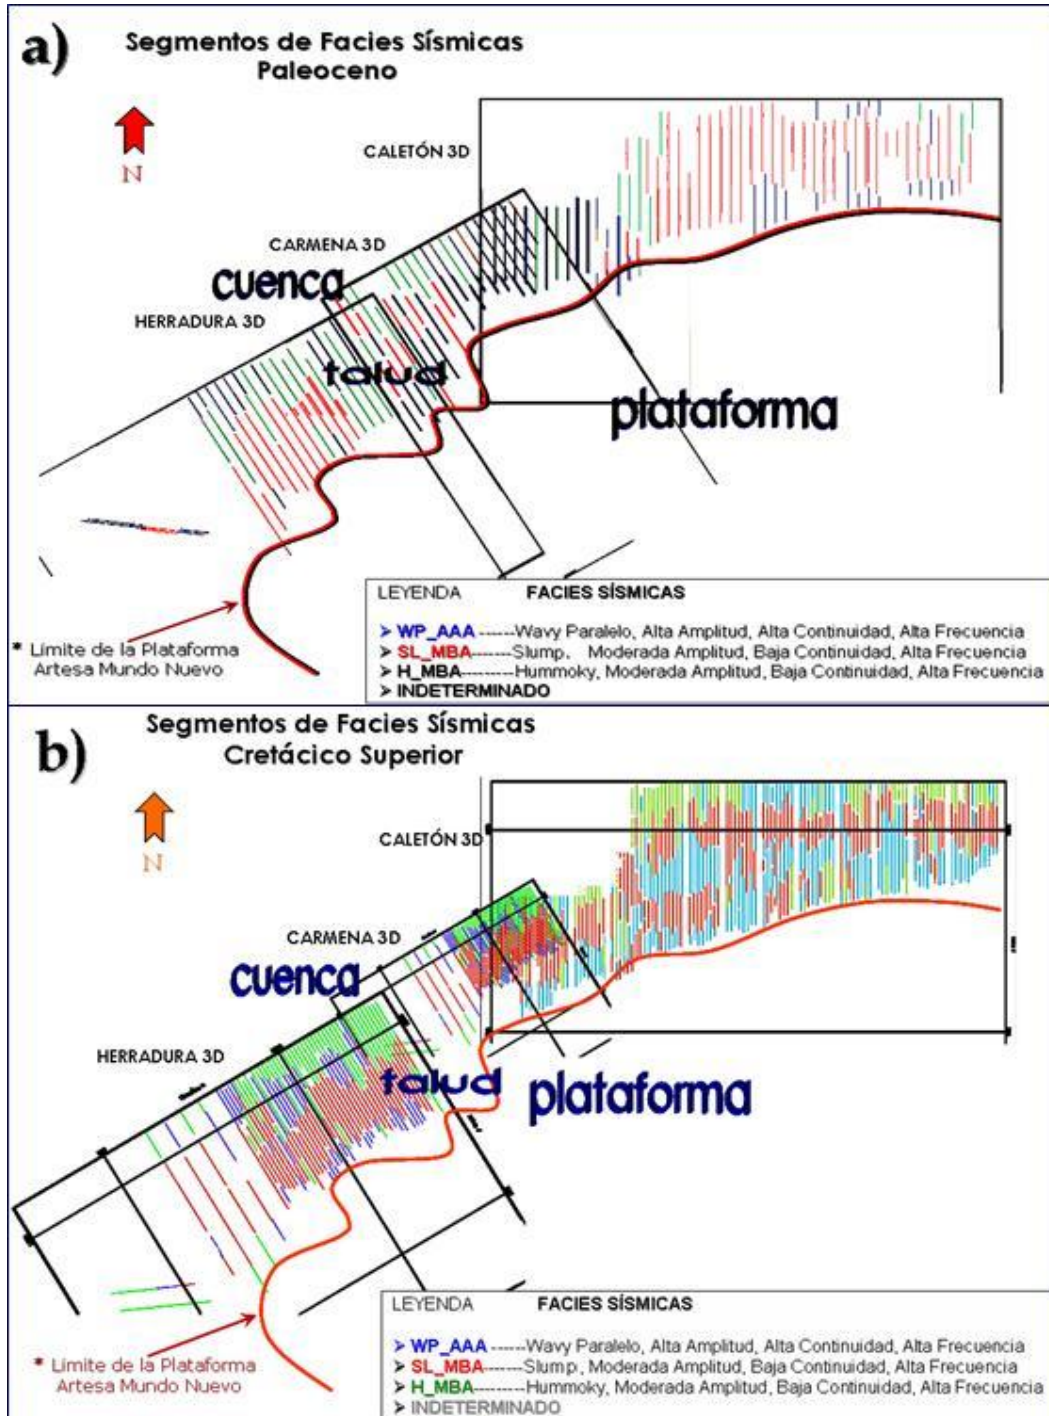 a)
Segmentos de Facies Sísmicas
Paleoceno
N
CALETÓN 3D
CARMENA 3D
cuenca
HERRADURA 3D
talud
plataforma
* Límite de la Plataforma
Artesa Mundo Nuevo
LEYENDA FACIES SÍSMICAS
➤ WP_AAA ------Wavy Paralelo, Alta Amplitud, Alta Continuidad, Alta Frecuencia
➤ SL_MBA-------Slump, Moderada Amplitud, Baja Continuidad, Alta Frecuencia
➤ H_MBA---------Hummoky, Moderada Amplitud, Baja Continuidad, Alta Frecuencia
➤ INDETERMINADO
b)
Segmentos de Facies Sísmicas
Cretácico Superior
N
CALETÓN 3D
CARMENA 3D
cuenca
HERRADURA 3D
talud
plataforma
* Límite de la Plataforma
Artesa Mundo Nuevo
LEYENDA FACIES SÍSMICAS
➤ WP_AAA ------Wavy Paralelo, Alta Amplitud, Alta Continuidad, Alta Frecuencia
➤ SL_MBA-------Slump, Moderada Amplitud, Baja Continuidad, Alta Frecuencia
➤ H_MBA---------Hummoky, Moderada Amplitud, Baja Continuidad, Alta Frecuencia
➤ INDETERMINADO